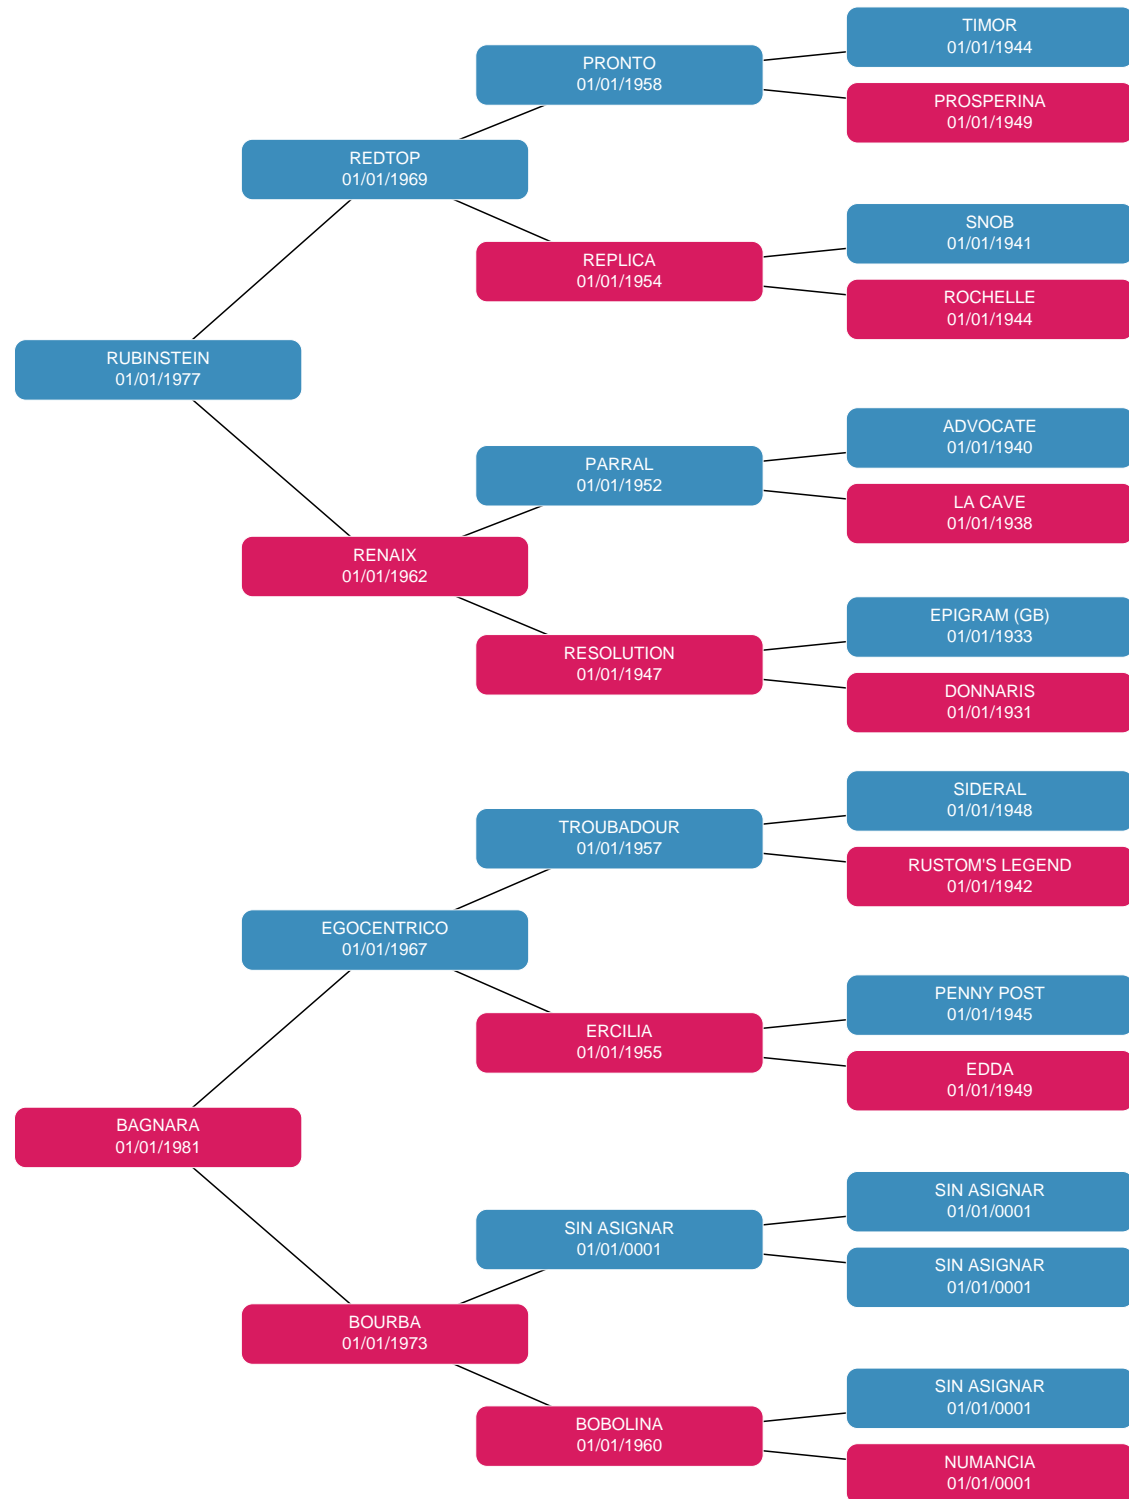 TIMOR
01/01/1944
PRONTO
01/01/1958
PROSPERINA
01/01/1949
REDTOP
01/01/1969
SNOB
01/01/1941
REPLICA
01/01/1954
ROCHELLE
01/01/1944
RUBINSTEIN
01/01/1977
ADVOCATE
01/01/1940
PARRAL
01/01/1952
LA CAVE
01/01/1938
RENAIX
01/01/1962
EPIGRAM (GB)
01/01/1933
RESOLUTION
01/01/1947
DONNARIS
01/01/1931
SIDERAL
01/01/1948
TROUBADOUR
01/01/1957
RUSTOM'S LEGEND
01/01/1942
EGOCENTRICO
01/01/1967
PENNY POST
01/01/1945
ERCILIA
01/01/1955
EDDA
01/01/1949
BAGNARA
01/01/1981
SIN ASIGNAR
01/01/0001
SIN ASIGNAR
01/01/0001
SIN ASIGNAR
01/01/0001
BOURBA
01/01/1973
SIN ASIGNAR
01/01/0001
BOBOLINA
01/01/1960
NUMANCIA
01/01/0001